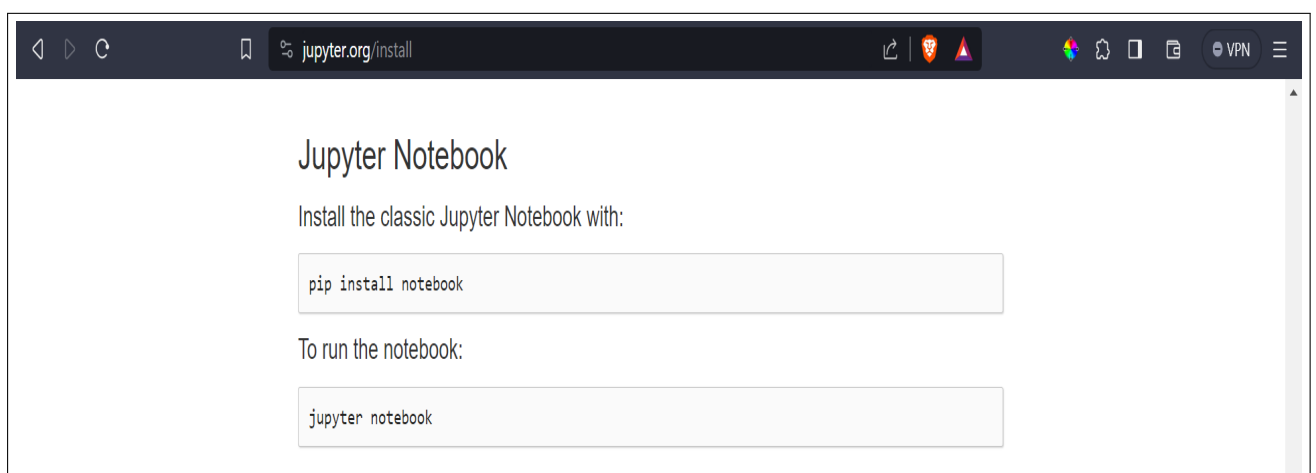 jupyter.org/install
VPN
Jupyter Notebook
Install the classic Jupyter Notebook with:
pip install notebook
To run the notebook:
jupyter notebook